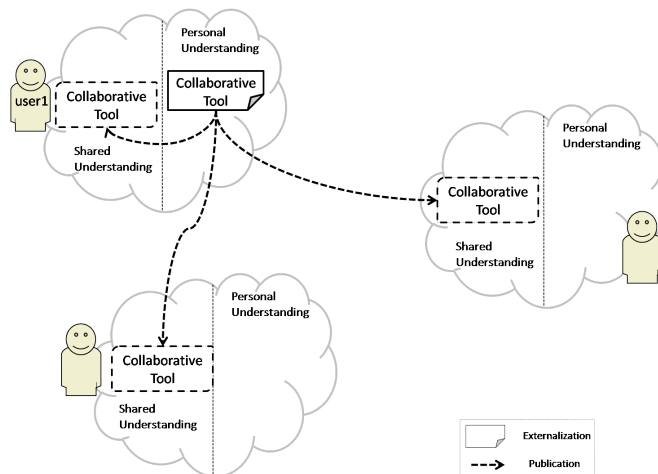 Personal
Understanding
user1
Collaborative
Tool
Collaborative
Tool
Shared
Understanding
Personal
Understanding
Collaborative
Tool
Shared
Understanding
Personal
Understanding
Collaborative
Tool
Shared
Understanding
Externalization
Publication